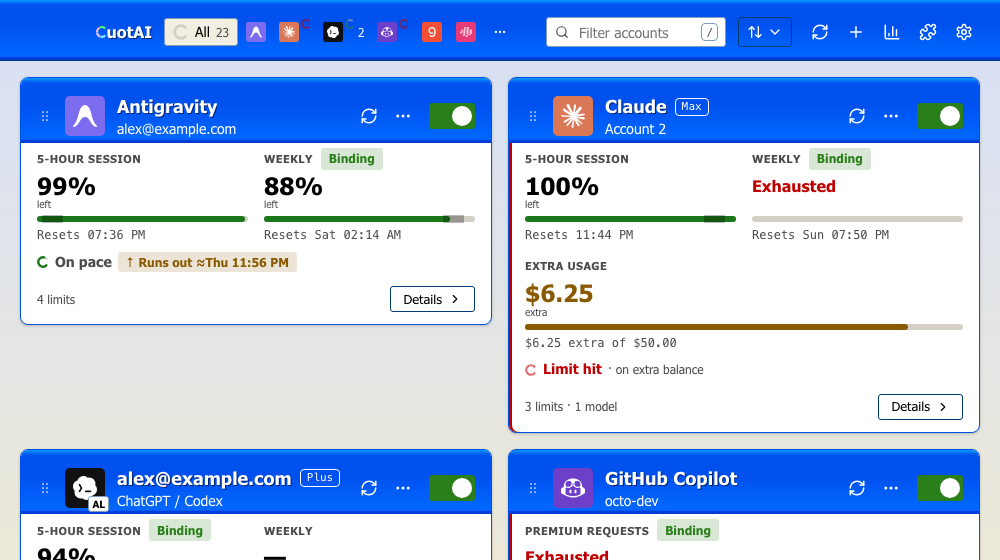 CuotAI
All 23
2
9
Filter accounts /
Antigravity
alex@example.com
5-HOUR SESSION
99%
left
Resets 07:36 PM
WEEKLY Binding
88%
left
Resets Sat 02:14 AM
On pace ↑ Runs out ≈Thu 11:56 PM
4 limits
Details
Claude Max
Account 2
5-HOUR SESSION
100%
left
Resets 11:44 PM
WEEKLY Binding
Exhausted
Resets Sun 07:50 PM
EXTRA USAGE
$6.25
extra
$6.25 extra of $50.00
Limit hit · on extra balance
3 limits · 1 model
Details
AL
alex@example.com Plus
ChatGPT / Codex
5-HOUR SESSION Binding
94%
WEEKLY
—
GitHub Copilot
octo-dev
PREMIUM REQUESTS Binding
Exhausted